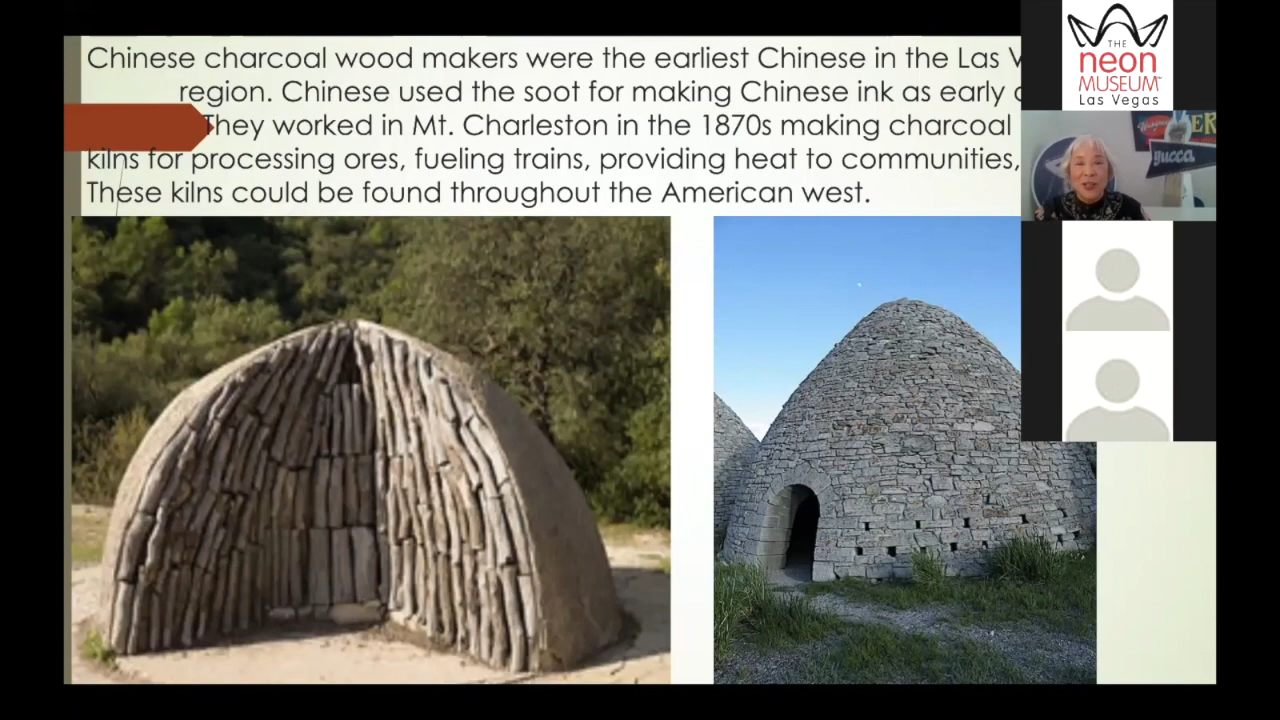 Chinese charcoal wood makers were the earliest Chinese in the Las
region. Chinese used the soot for making Chinese ink as early
They worked in Mt. Charleston in the 1870s making charcoal
kilns for processing ores, fueling trains, providing heat to communities,
These kilns could be found throughout the American west.
THE
neon
MUSEUM
Las Vegas
yucca